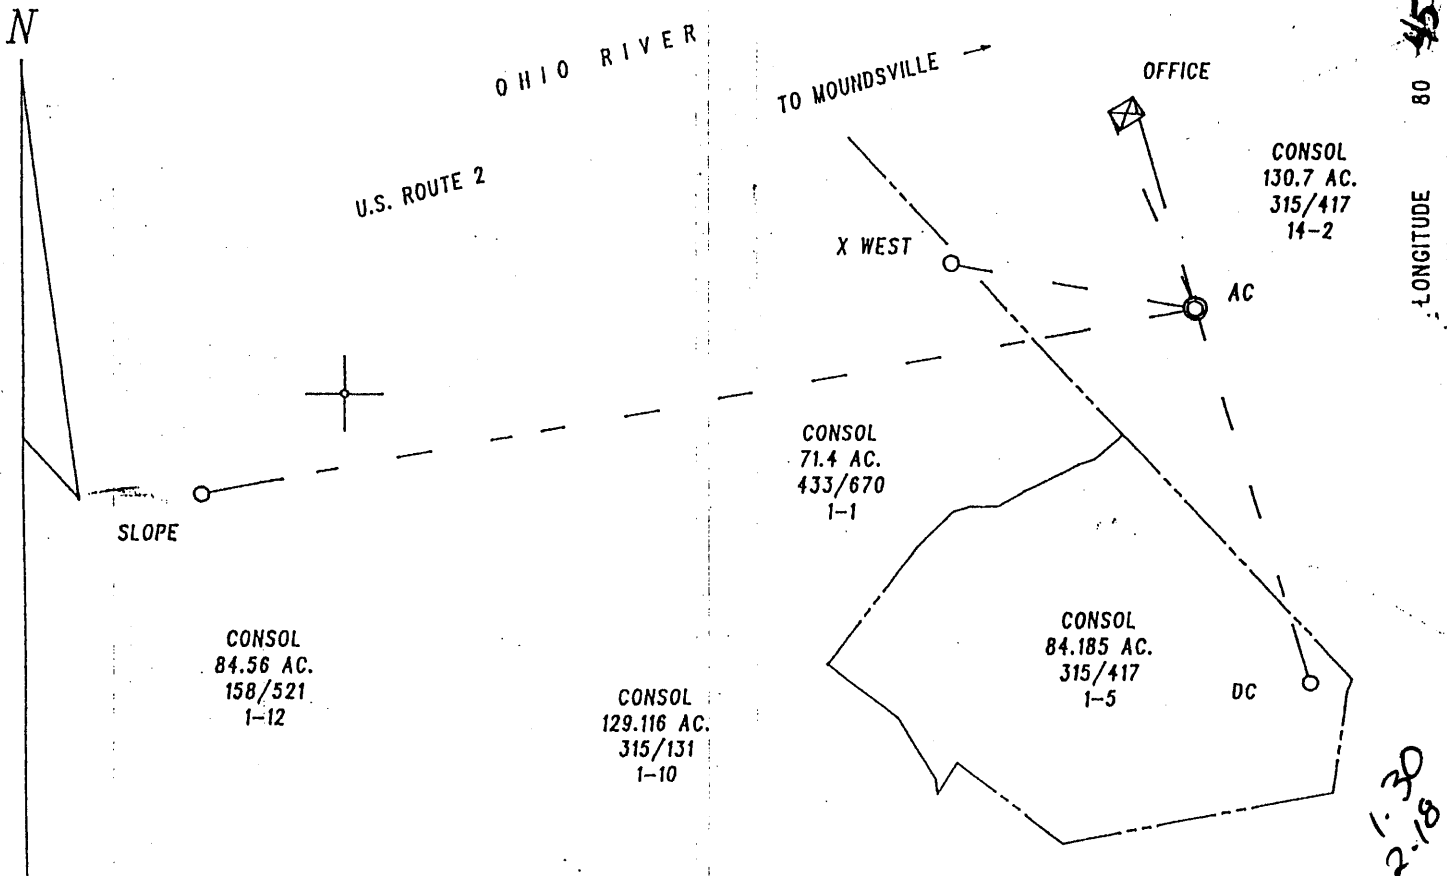 N
OHIO RIVER
TO MOUNDSVILLE
OFFICE
U.S. ROUTE 2
CONSOL
130.7 AC.
315/417
14-2
LONGITUDE 80
45
X WEST
AC
SLOPE
CONSOL
71.4 AC.
433/670
1-1
CONSOL
84.56 AC.
158/521
1-12
CONSOL
129.116 AC.
315/131
1-10
CONSOL
84.185 AC.
315/417
1-5
DC
1.30
2.18